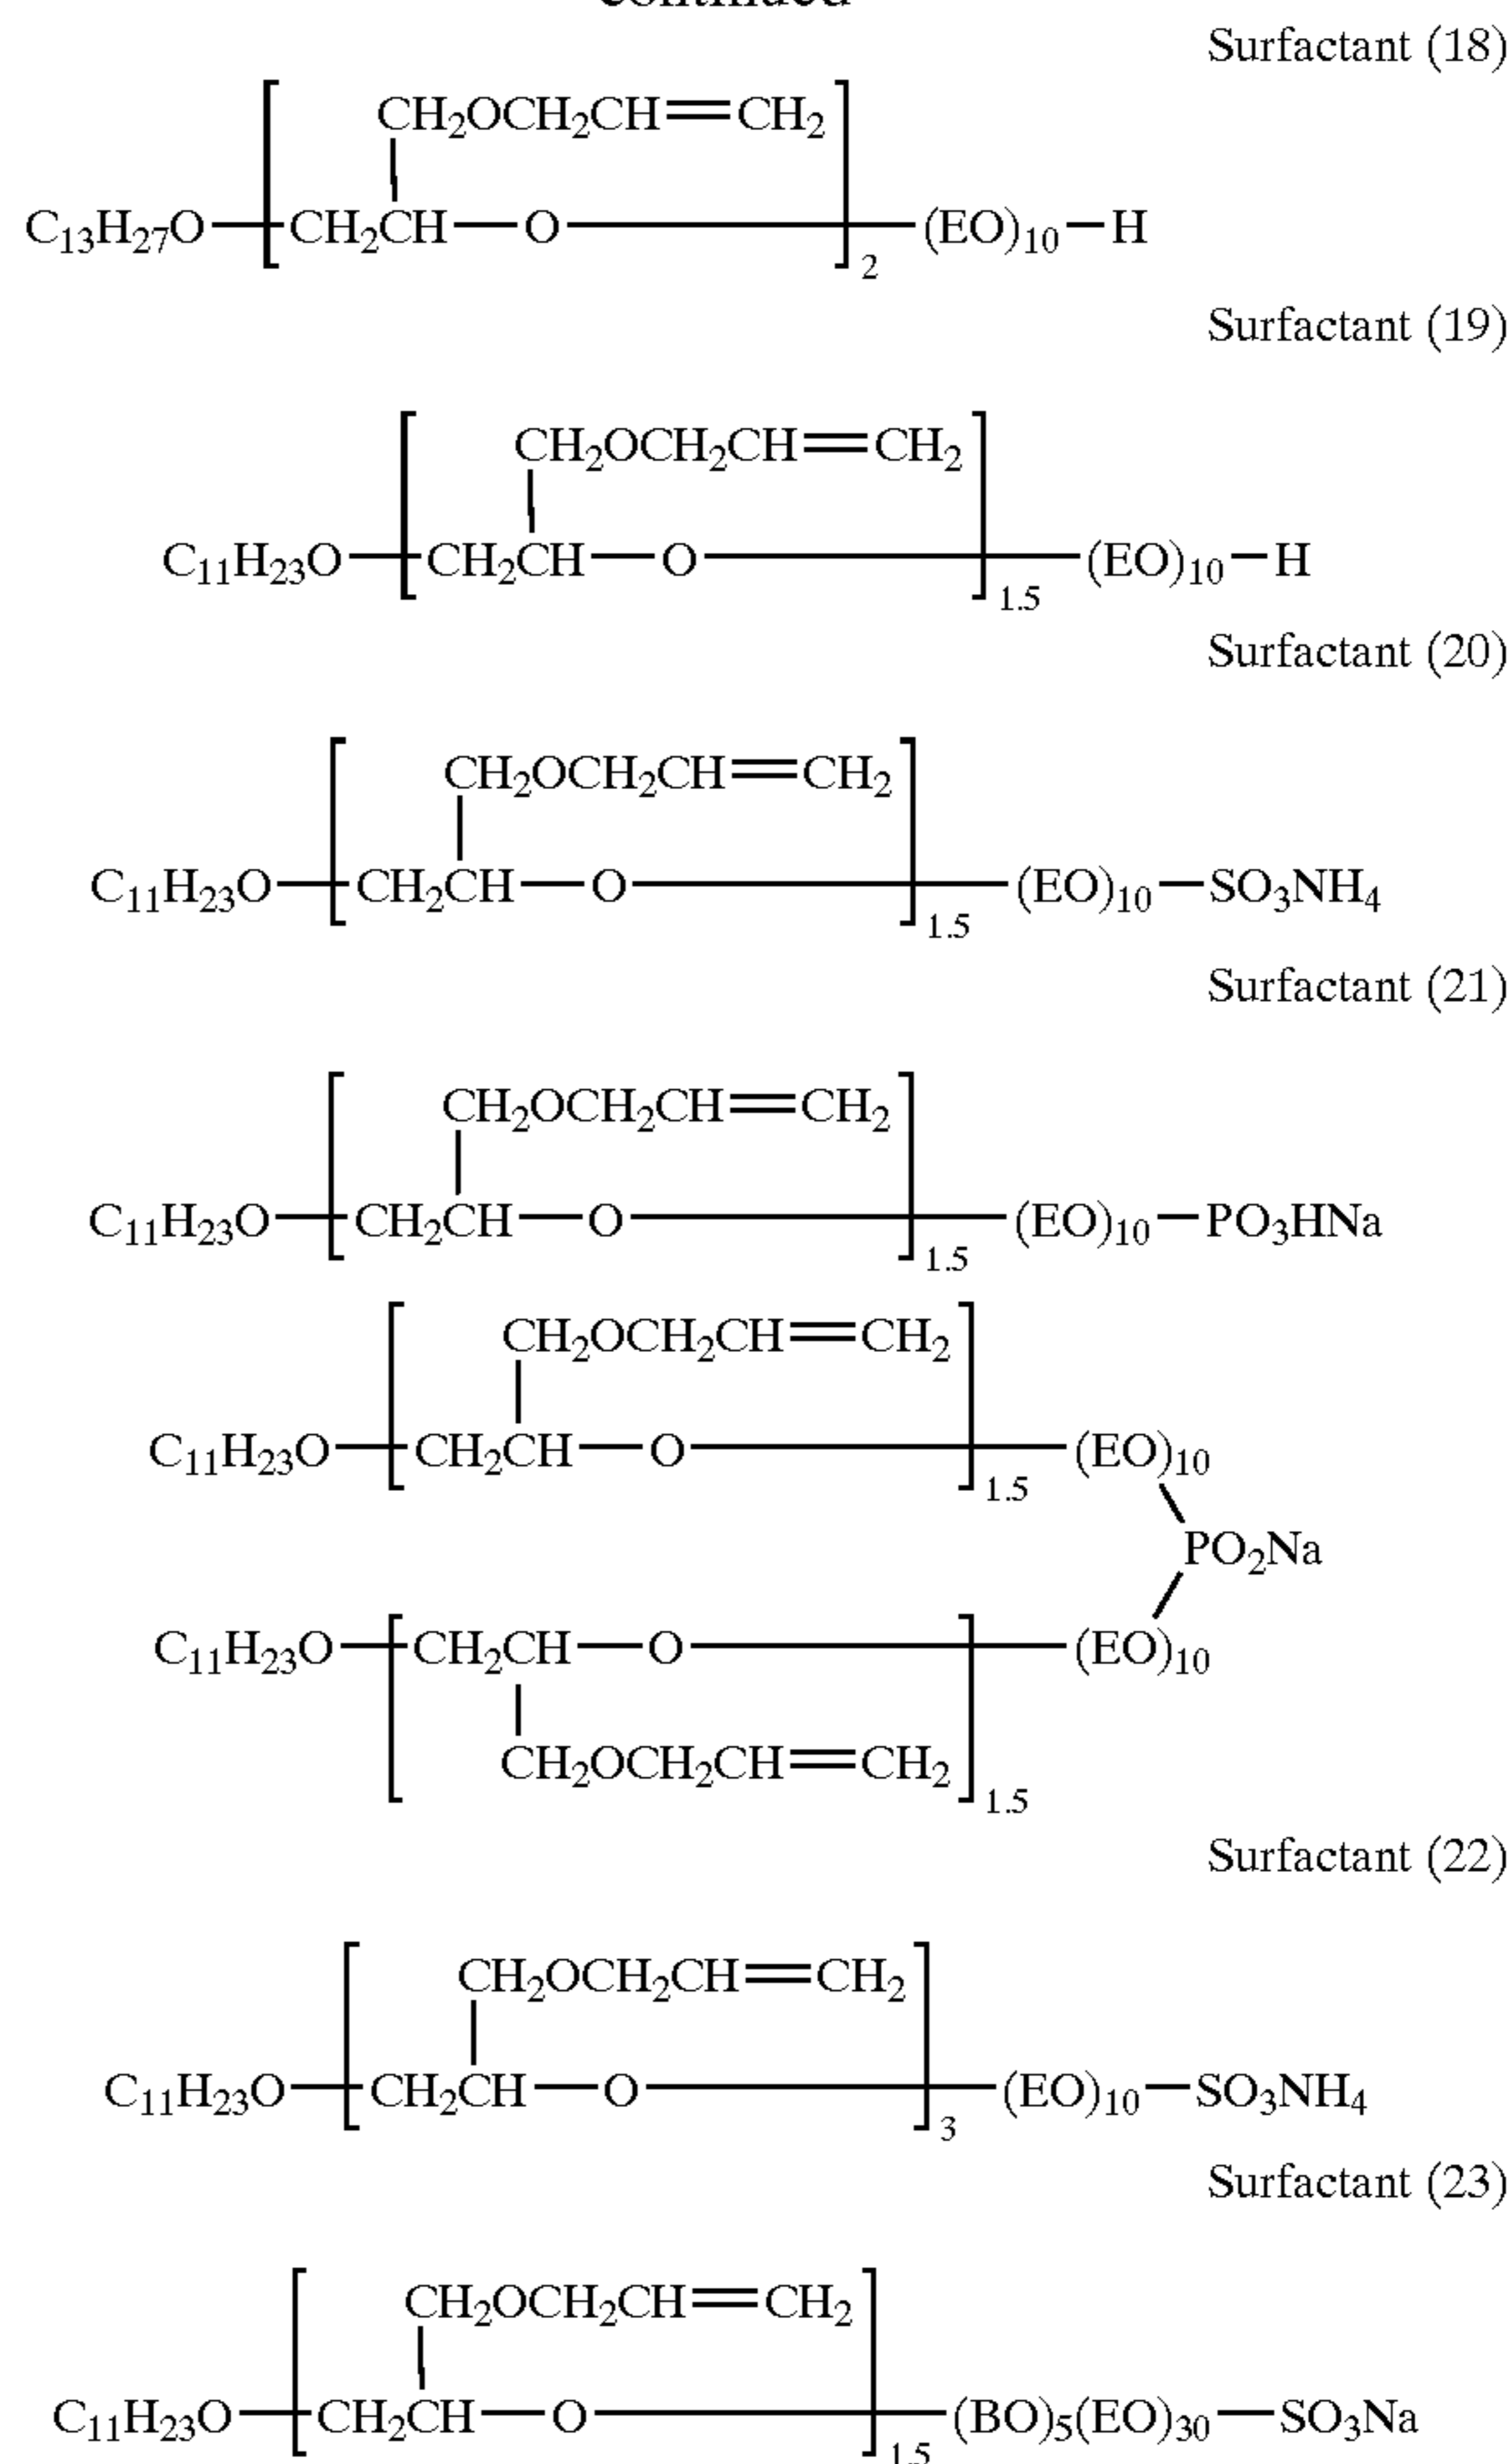 continued
Surfactant (18)
CH₂OCH₂CH=CH₂
C₁₃H₂₇O—[CH₂CH—O—]₂—(EO)₁₀—H
Surfactant (19)
CH₂OCH₂CH=CH₂
C₁₁H₂₃O—[CH₂CH—O—]₁.₅—(EO)₁₀—H
Surfactant (20)
CH₂OCH₂CH=CH₂
C₁₁H₂₃O—[CH₂CH—O—]₁.₅—(EO)₁₀—SO₃NH₄
Surfactant (21)
CH₂OCH₂CH=CH₂
C₁₁H₂₃O—[CH₂CH—O—]₁.₅—(EO)₁₀—PO₃HNa
CH₂OCH₂CH=CH₂
C₁₁H₂₃O—[CH₂CH—O—]₁.₅—(EO)₁₀
PO₂Na
C₁₁H₂₃O—[CH₂CH—O—]₁.₅—(EO)₁₀
CH₂OCH₂CH=CH₂
Surfactant (22)
CH₂OCH₂CH=CH₂
C₁₁H₂₃O—[CH₂CH—O—]₃—(EO)₁₀—SO₃NH₄
Surfactant (23)
CH₂OCH₂CH=CH₂
C₁₁H₂₃O—[CH₂CH—O—]₁.₅—(BO)₅(EO)₃₀—SO₃Na